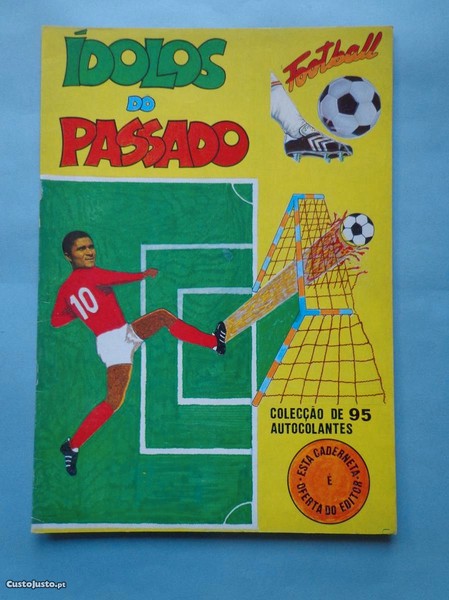 ÍDOLOS
DO
PASSADO
Football
10
COLECÇÃO DE 95
AUTOCOLANTES
ESTA CADERNETA
É
OFERTA DO EDITOR
CustoJusto.pt